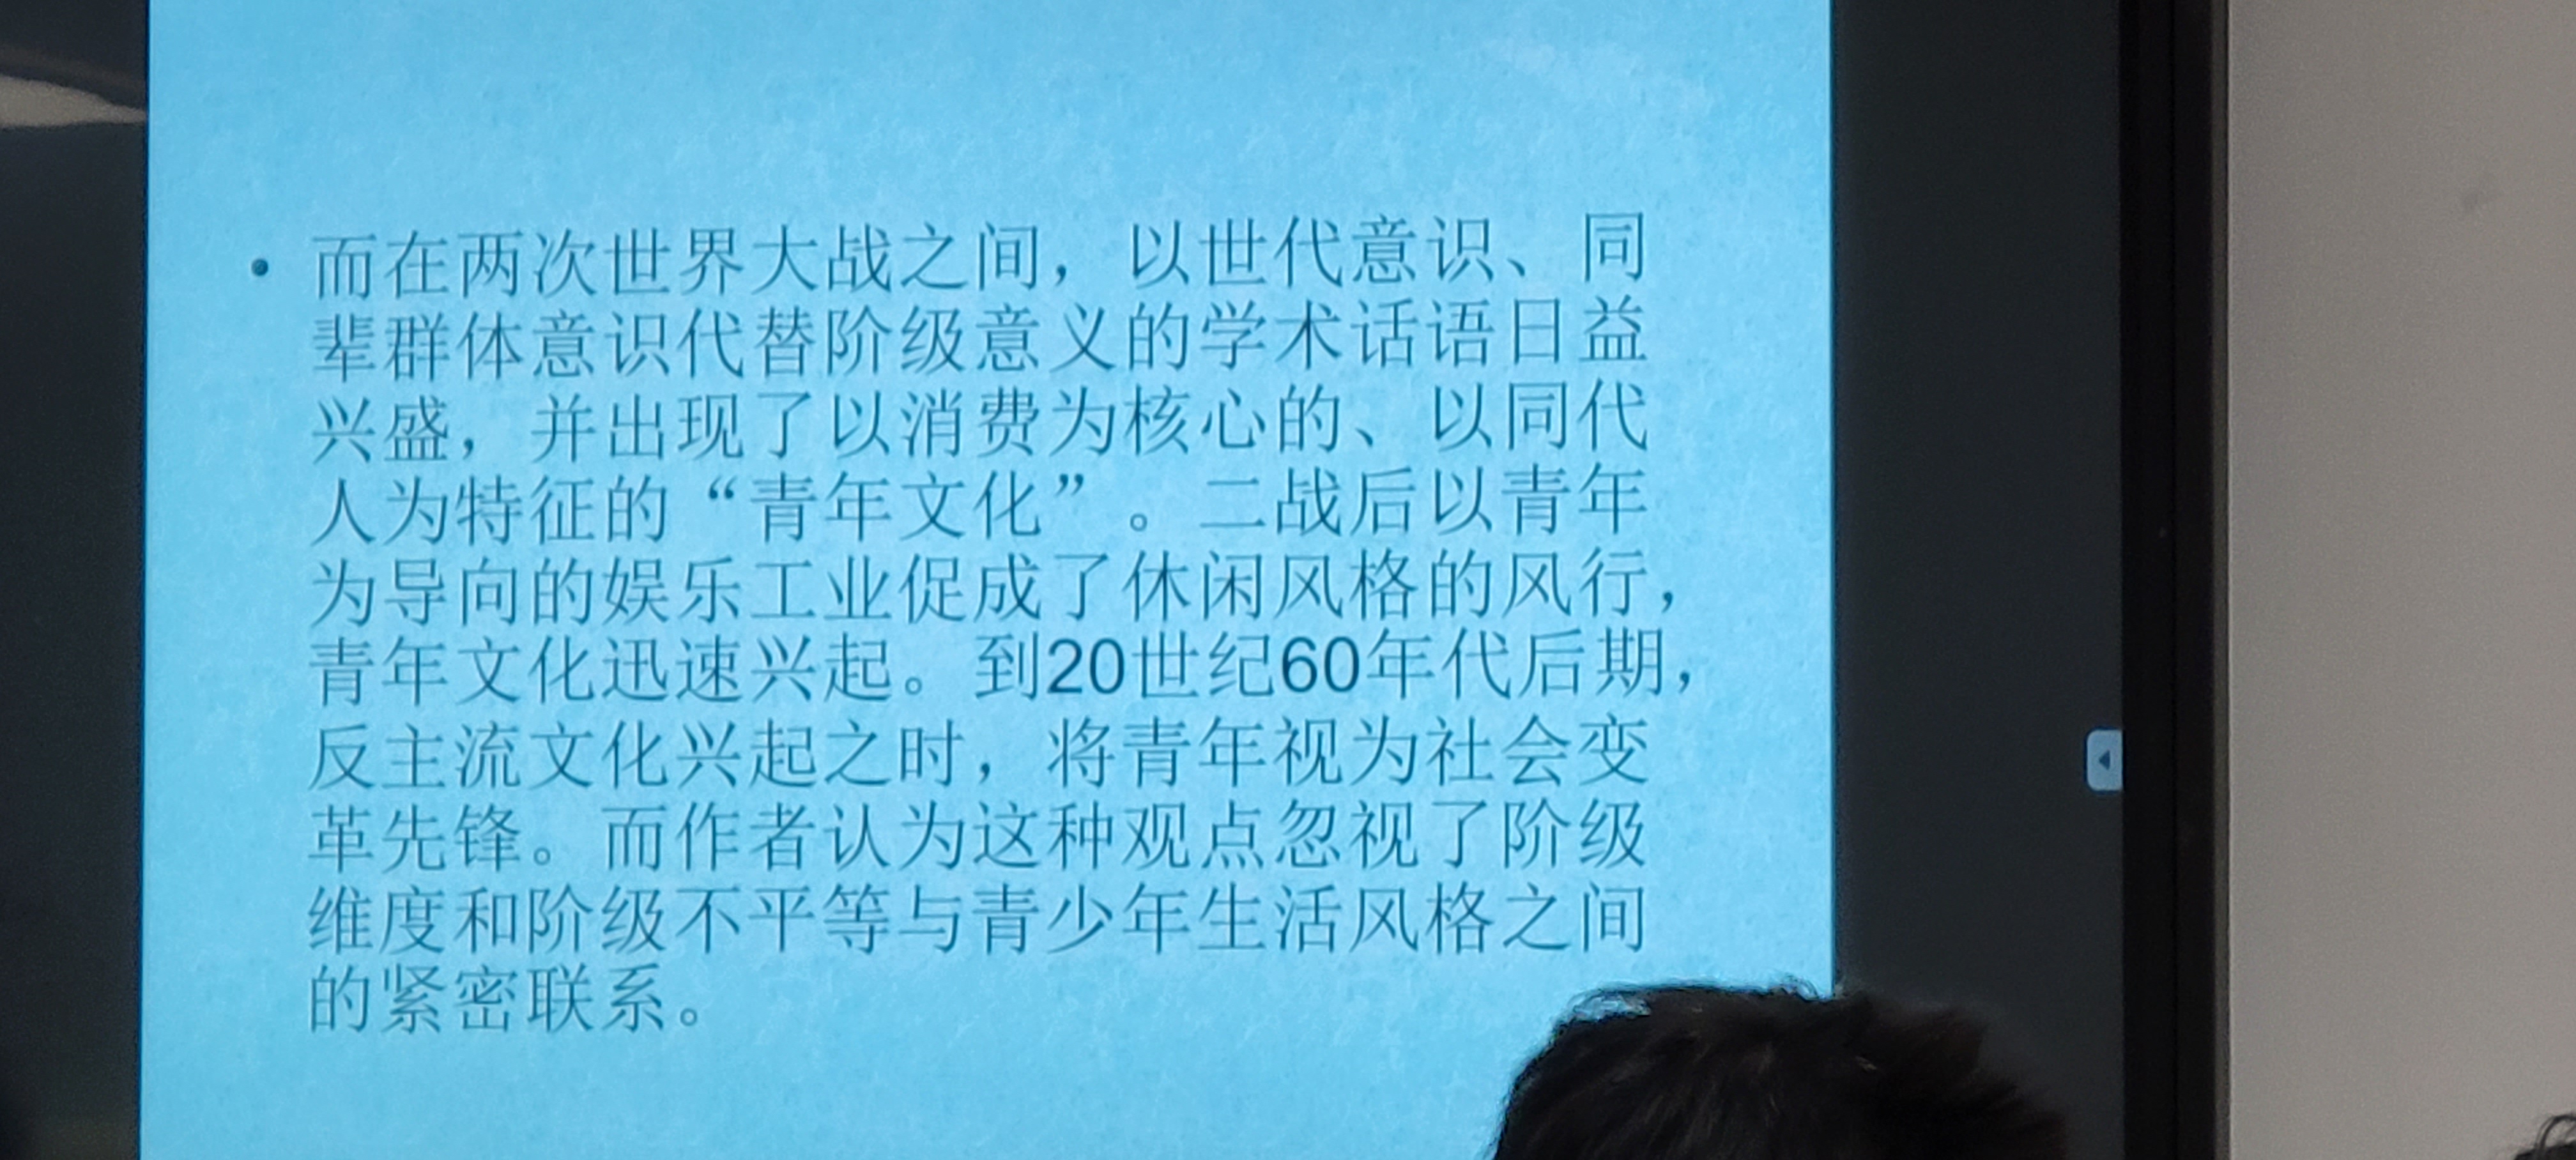 • 而在两次世界大战之间，以世代意识、同
辈群体意识代替阶级意义的学术话语日益
兴盛，并出现了以消费为核心的、以同代
人为特征的“青年文化”。二战后以青年
为导向的娱乐工业促成了休闲风格的风行，
青年文化迅速兴起。到20世纪60年代后期，
反主流文化兴起之时，将青年视为社会变
革先锋。而作者认为这种观点忽视了阶级
维度和阶级不平等与青少年生活风格之间
的紧密联系。